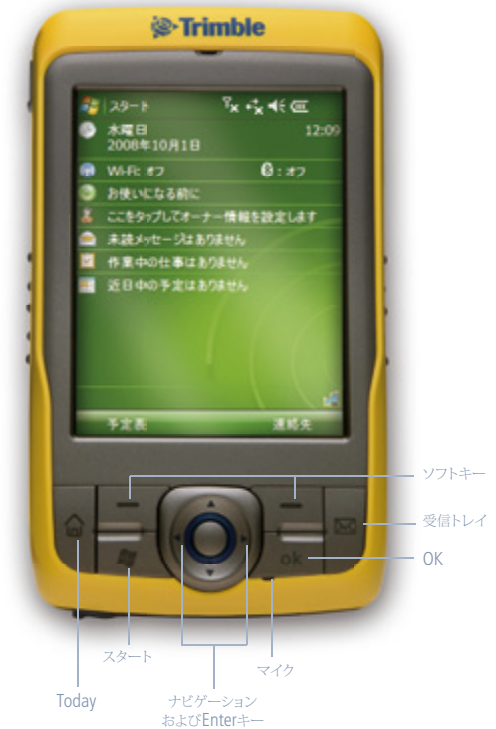 Trimble
スタート
水曜日 12:09
2008年10月1日
Wi-Fi: オフ : オフ
お使いになる前に
ここをタップしてオーナー情報を設定します
未読メッセージはありません
作業中の仕事はありません
近日中の予定はありません
予定表 連絡先
ソフトキー
受信トレイ
ok
OK
スタート
マイク
Today
ナビゲーション
およびEnterキー